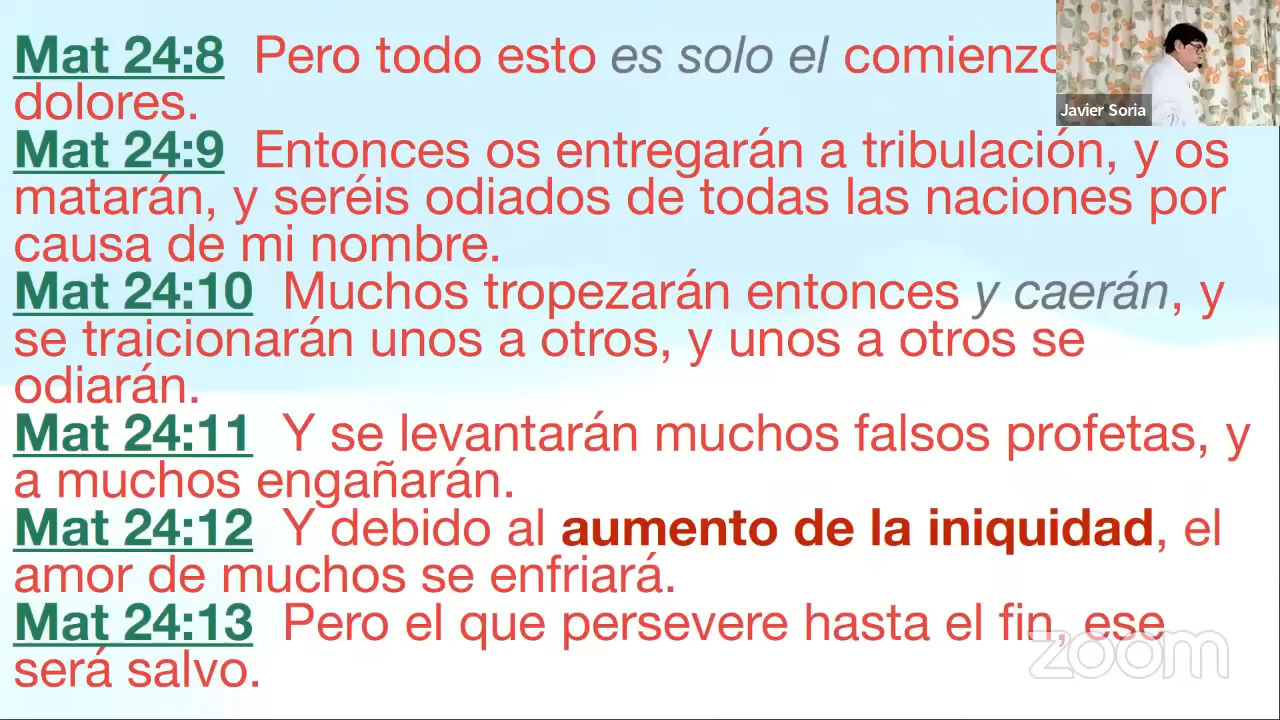 Mat 24:8 Pero todo esto es solo el comienzo
dolores.
Mat 24:9 Entonces os entregarán a tribulación, y os
matarán, y seréis odiados de todas las naciones por
causa de mi nombre.
Mat 24:10 Muchos tropezarán entonces y caerán, y
se traicionarán unos a otros, y unos a otros se
odiarán.
Mat 24:11 Y se levantarán muchos falsos profetas, y
a muchos engañarán.
Mat 24:12 Y debido al aumento de la iniquidad, el
amor de muchos se enfriará.
Mat 24:13 Pero el que persevere hasta el fin, ese
será salvo.
Javier Soria
zoom